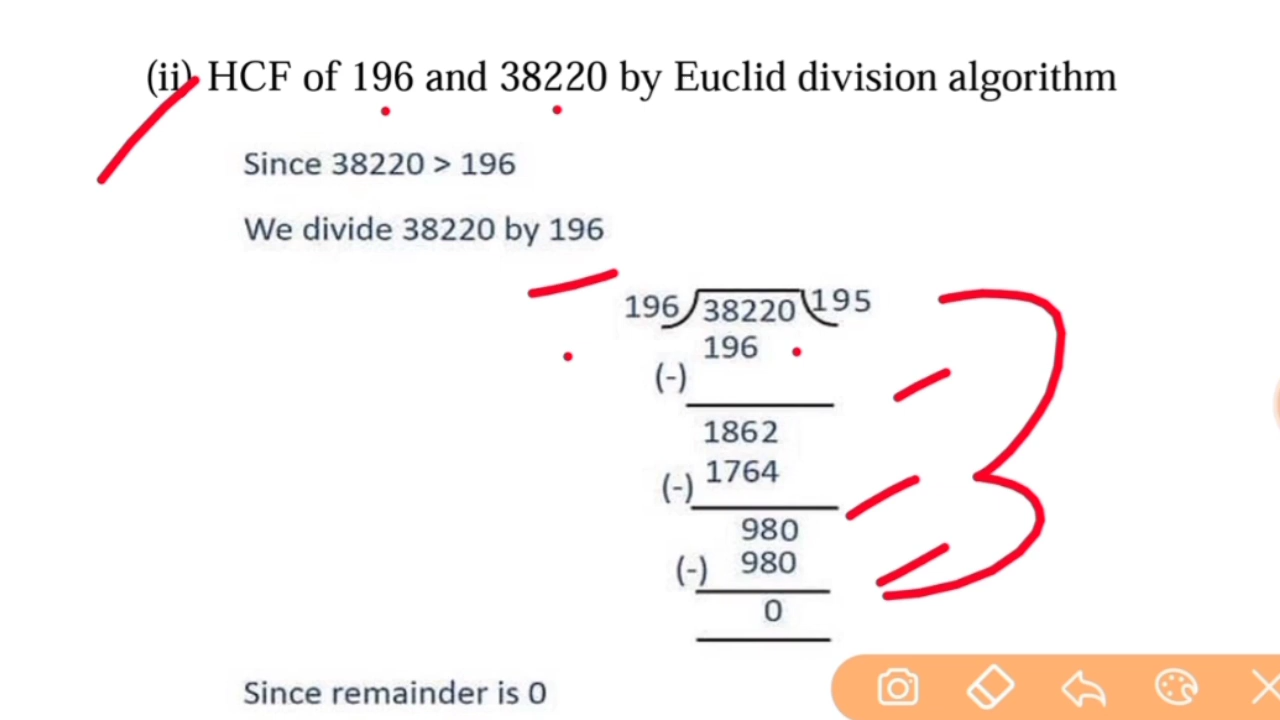 (ii) HCF of 196 and 38220 by Euclid division algorithm
Since 38220 > 196
We divide 38220 by 196
196 38220 195
196
(-)
1862
1764
(-)
980
980
(-)
0
Since remainder is 0